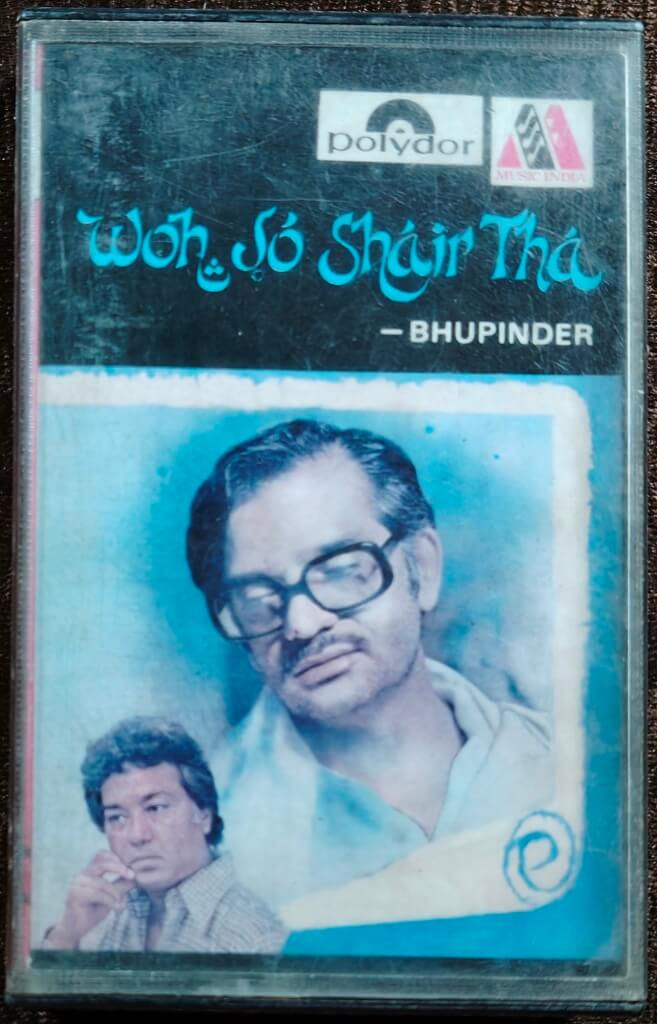 polydor
MUSIC INDIA
Woh Jo Shair Tha
– BHUPINDER